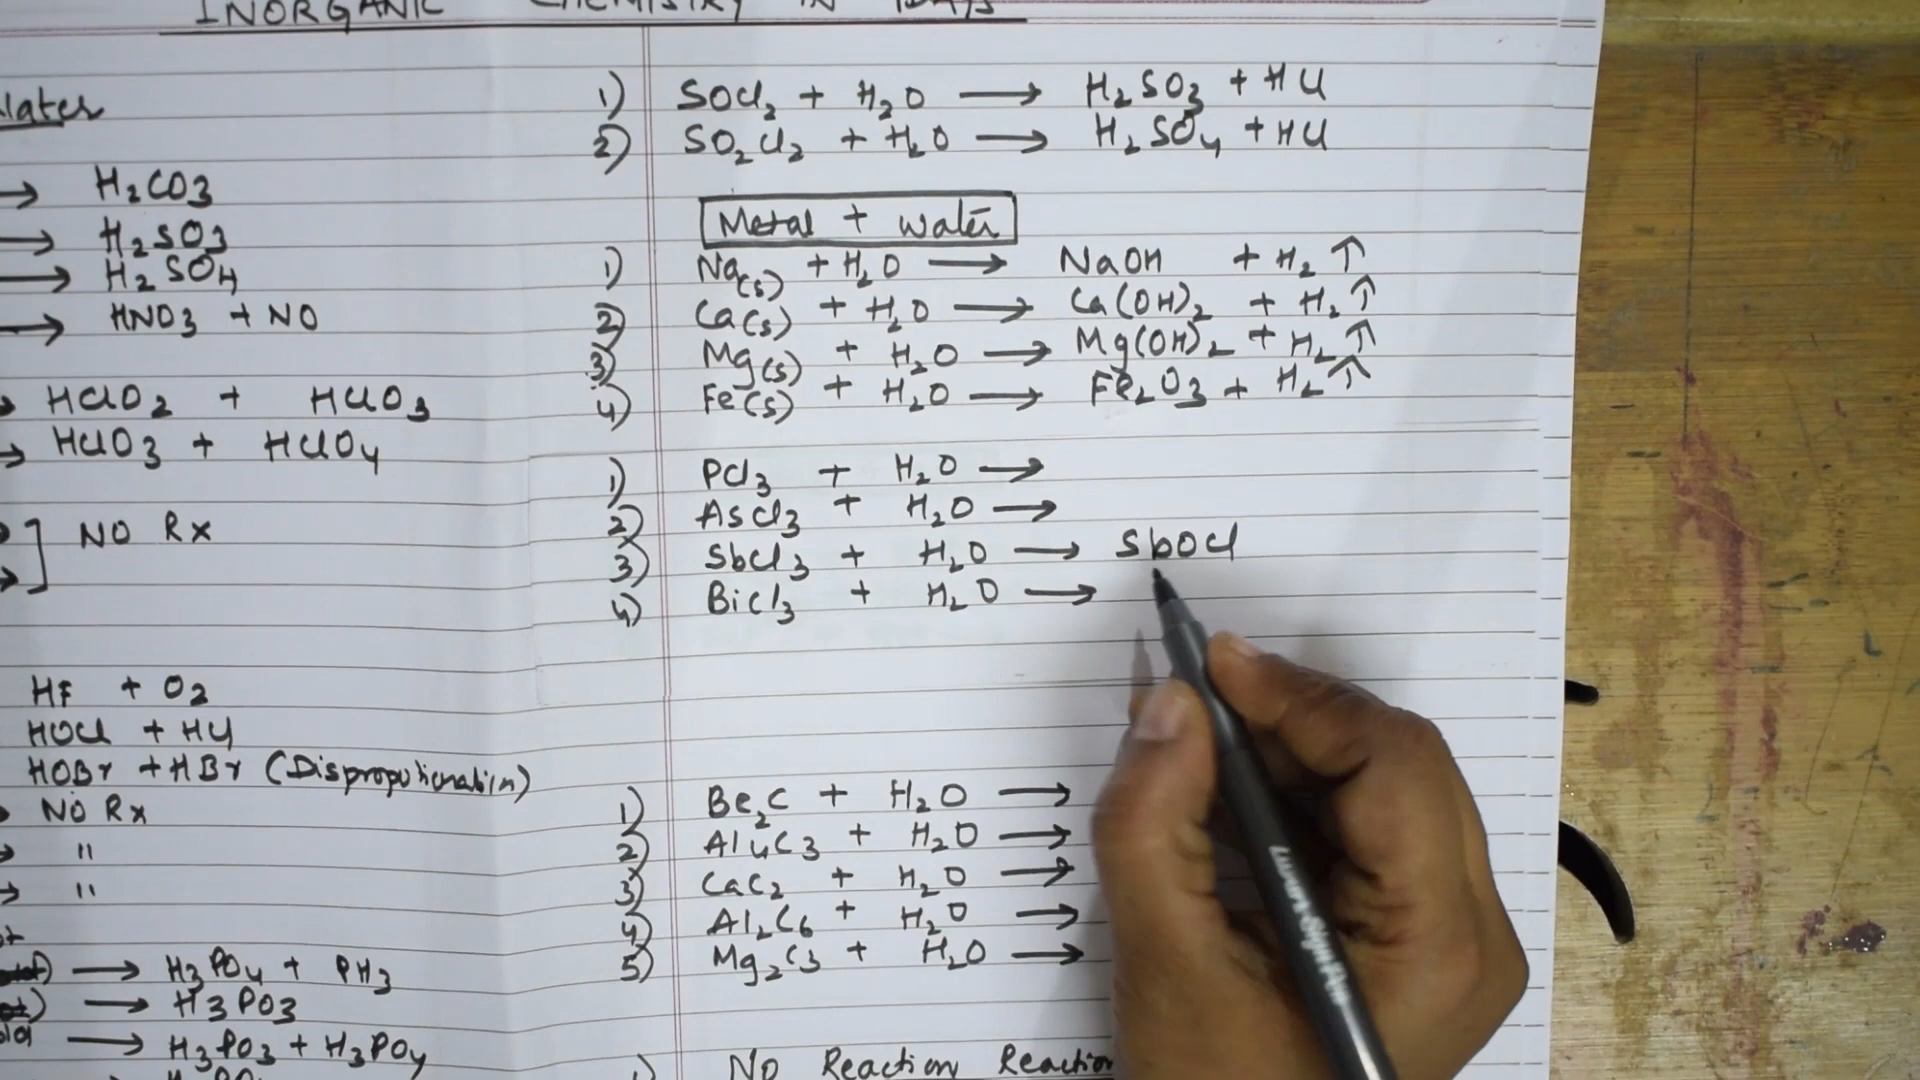 INORGANIC CHEMISTRY IN DAYS
→ H₂CO₃
→ H₂SO₃
→ H₂SO₄
→ HNO₃ + NO
→ HClO₂ + HClO₃
→ HClO₃ + HClO₄
] NO Rx
HF + O₂
HOCl + HCl
HOBr + HBr (Disproportionation)
NO Rx
→ "
→ "
→ H₃PO₄ + PH₃
→ H₃PO₃
→ H₃PO₃ + H₃PO₄
1) SOCl₂ + H₂O → H₂SO₃ + HCl
2) SO₂Cl₂ + H₂O → H₂SO₄ + HCl
Metal + water
1) Na(s) + H₂O → NaOH + H₂ ↑
2) Ca(s) + H₂O → Ca(OH)₂ + H₂ ↑
3) Mg(s) + H₂O → Mg(OH)₂ + H₂ ↑
4) Fe(s) + H₂O → Fe₂O₃ + H₂ ↑
1) PCl₃ + H₂O →
2) AsCl₃ + H₂O →
3) SbCl₃ + H₂O → SbOCl
4) BiCl₃ + H₂O →
1) Be₂C + H₂O →
2) Al₄C₃ + H₂O →
3) CaC₂ + H₂O →
4) Al₂C₆ + H₂O →
5) Mg₂C₃ + H₂O →
1) No Reaction Reaction